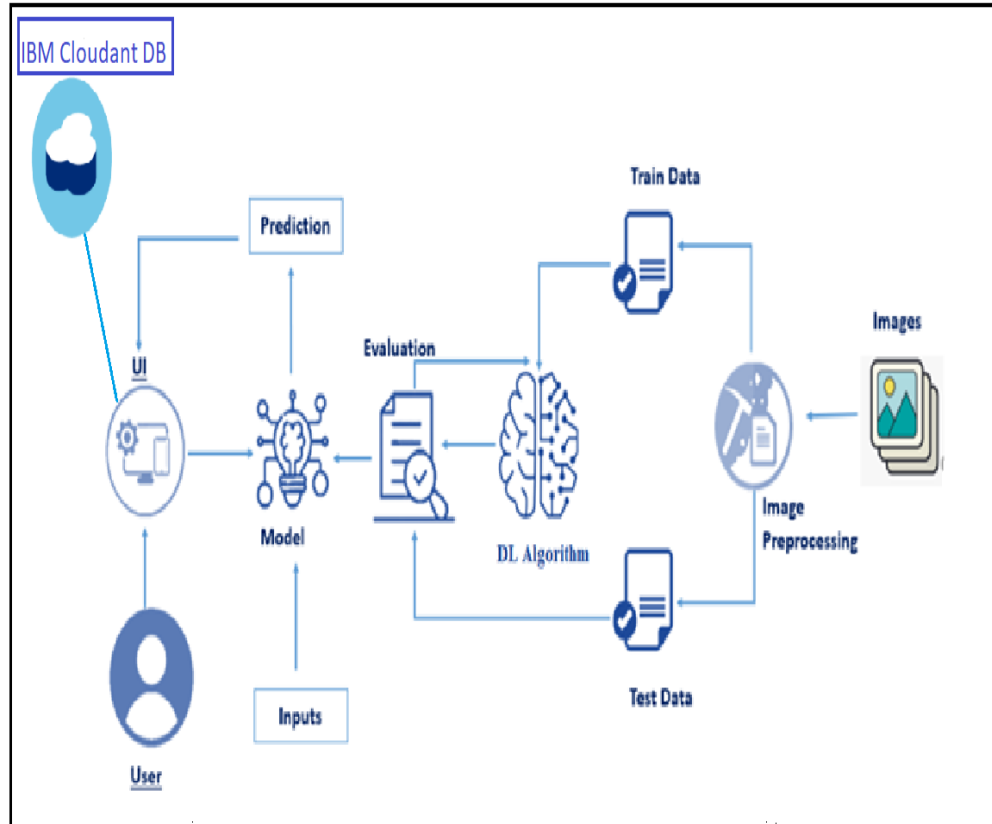 IBM Cloudant DB
Train Data
Prediction
Images
Evaluation
UI
Model
Image
Preprocessing
DL Algorithm
Inputs
Test Data
User